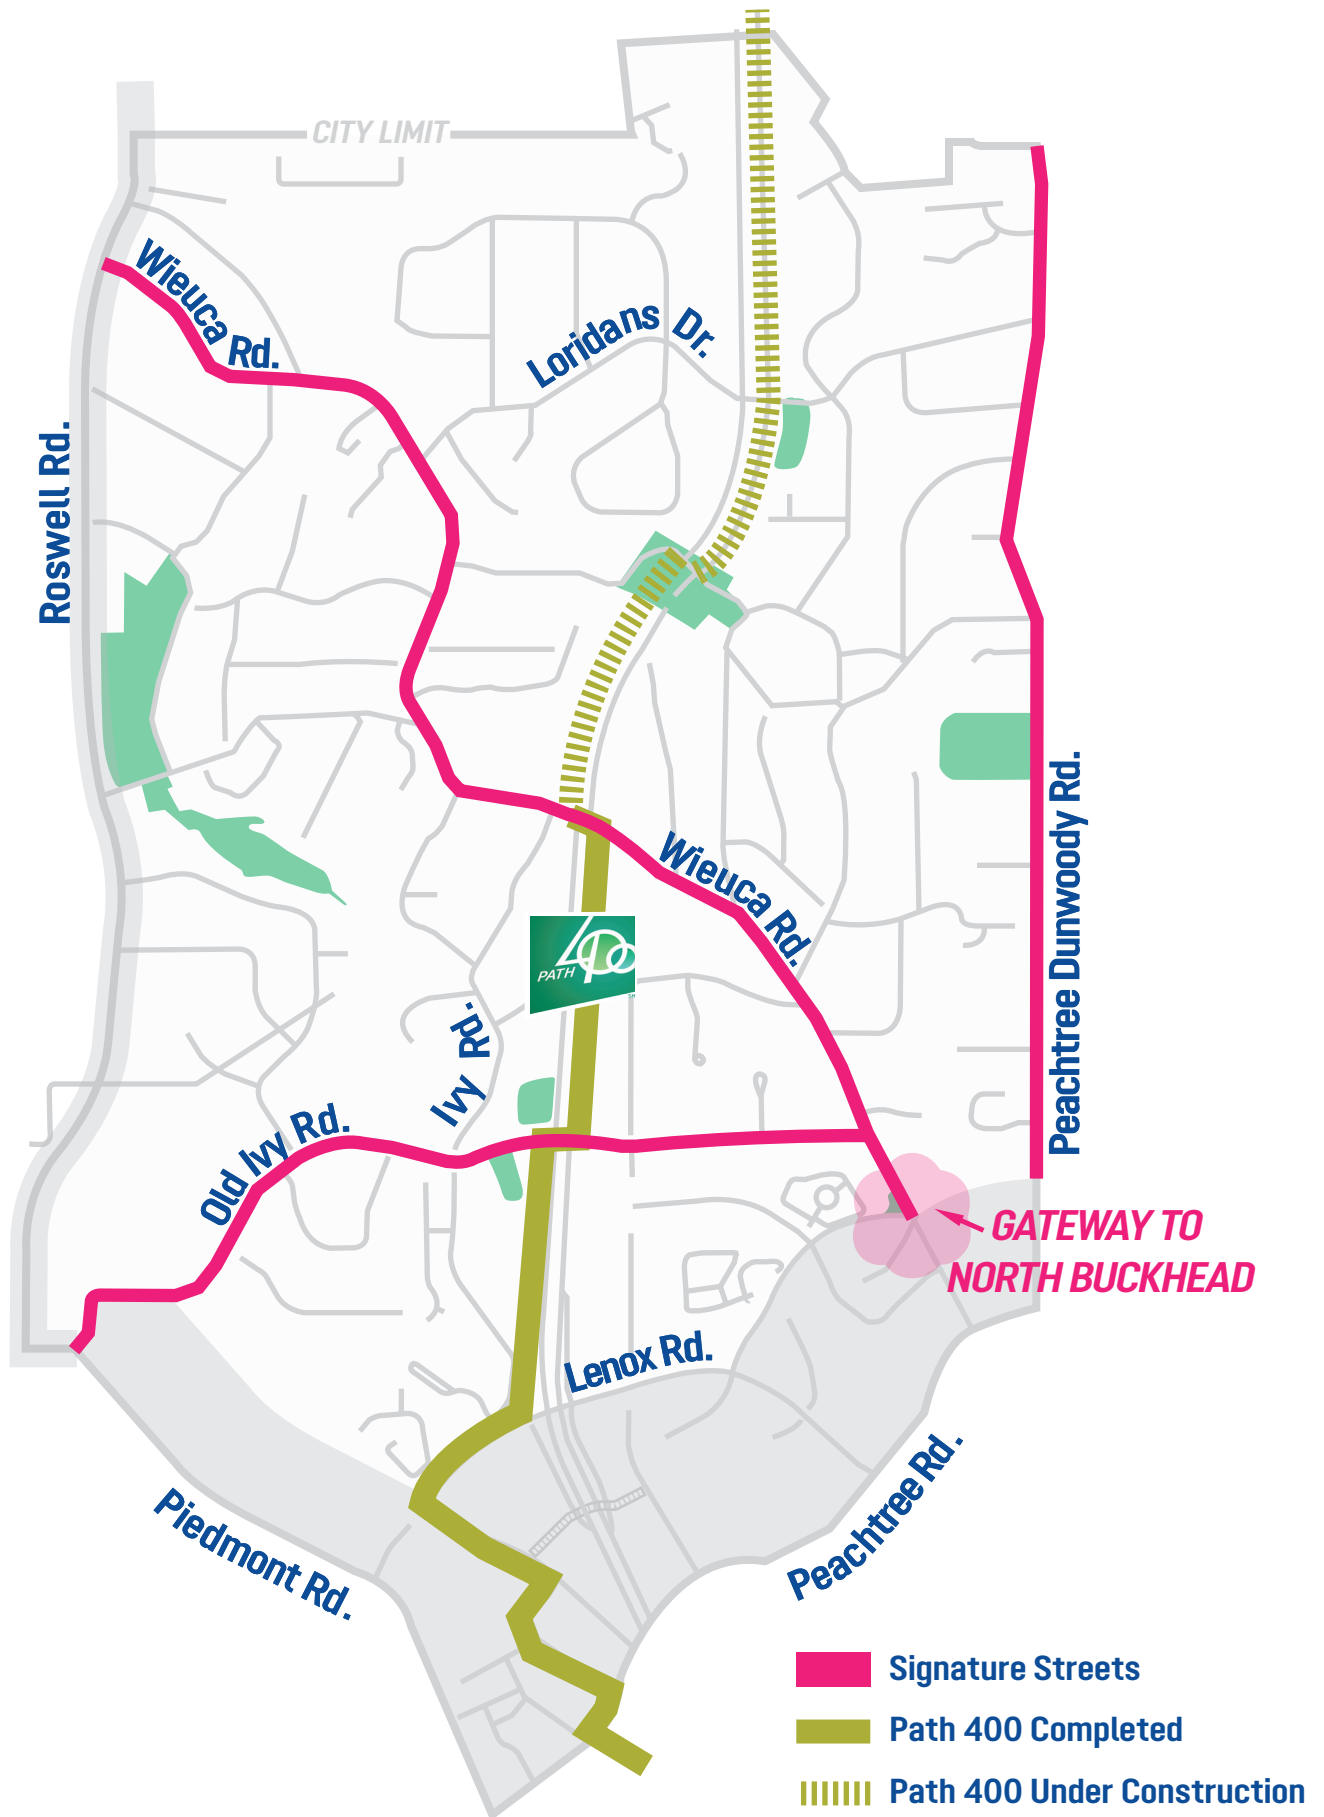 CITY LIMIT
Wieuca Rd.
Loridans Dr.
Roswell Rd.
Peachtree Dunwoody Rd.
Wieuca Rd.
PATH
400
SM
Ivy Rd.
Old Ivy Rd.
GATEWAY TO
NORTH BUCKHEAD
Lenox Rd.
Piedmont Rd.
Peachtree Rd.
Signature Streets
Path 400 Completed
Path 400 Under Construction